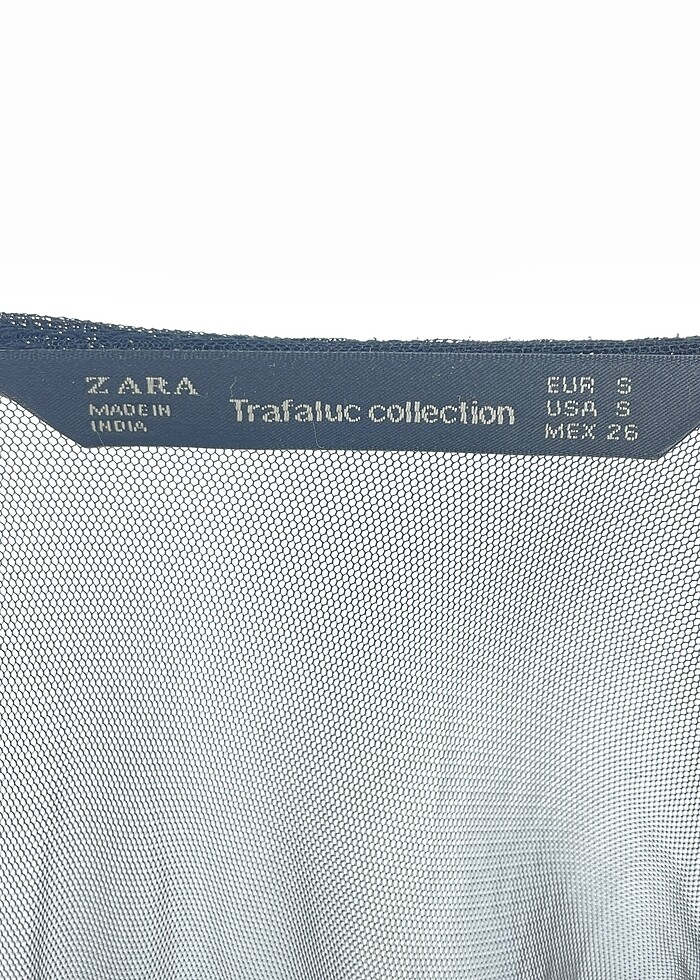 ZARA
MADE IN
INDIA
Trafaluc collection
EUR S
USA S
MEX 26